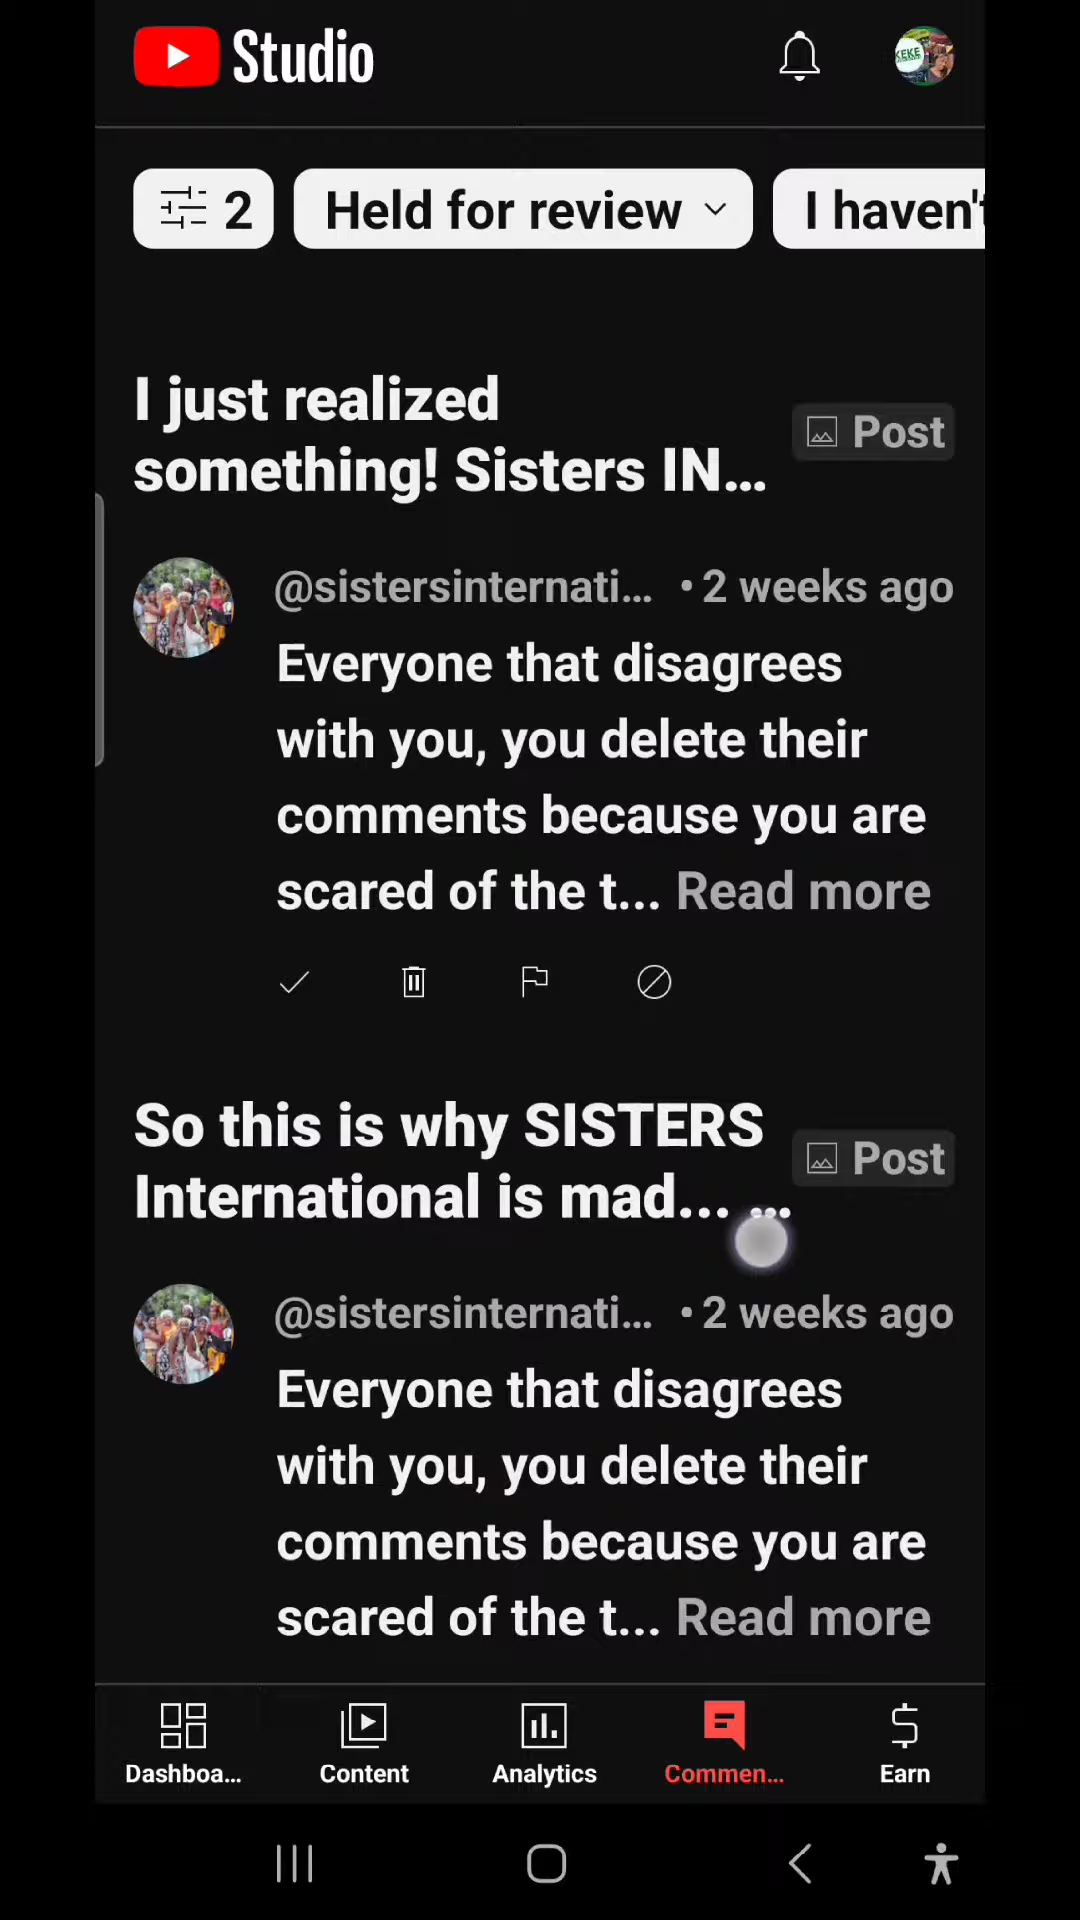 Studio
KEKE
2
Held for review
I haven't
I just realized
something! Sisters IN...
Post
@sistersinternati... • 2 weeks ago
Everyone that disagrees
with you, you delete their
comments because you are
scared of the t... Read more
So this is why SISTERS
International is mad... ...
Post
@sistersinternati... • 2 weeks ago
Everyone that disagrees
with you, you delete their
comments because you are
scared of the t... Read more
Dashboa...
Content
Analytics
Commen...
Earn